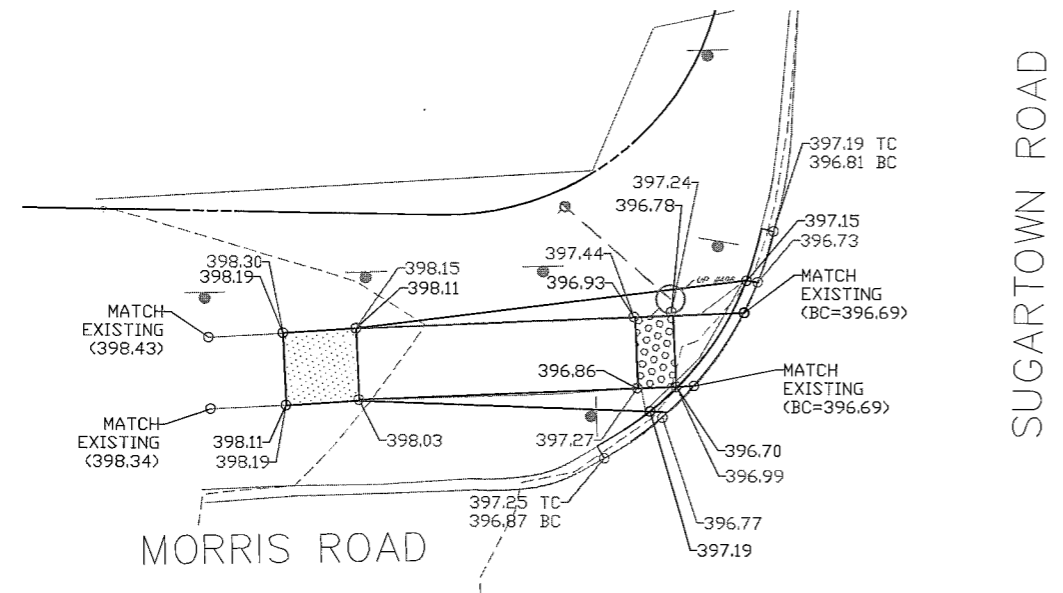 SUGARTOWN ROAD
397.19 TC
396.81 BC
397.24
396.78
397.15
396.73
397.44
396.93
398.30
398.19
398.15
398.11
MATCH
EXISTING
(BC=396.69)
MATCH
EXISTING
(398.43)
396.86
MATCH
EXISTING
(BC=396.69)
MATCH
EXISTING
(398.34)
398.11
398.19
398.03
397.27
396.70
396.99
397.25 TC
396.87 BC
396.77
397.19
MORRIS ROAD